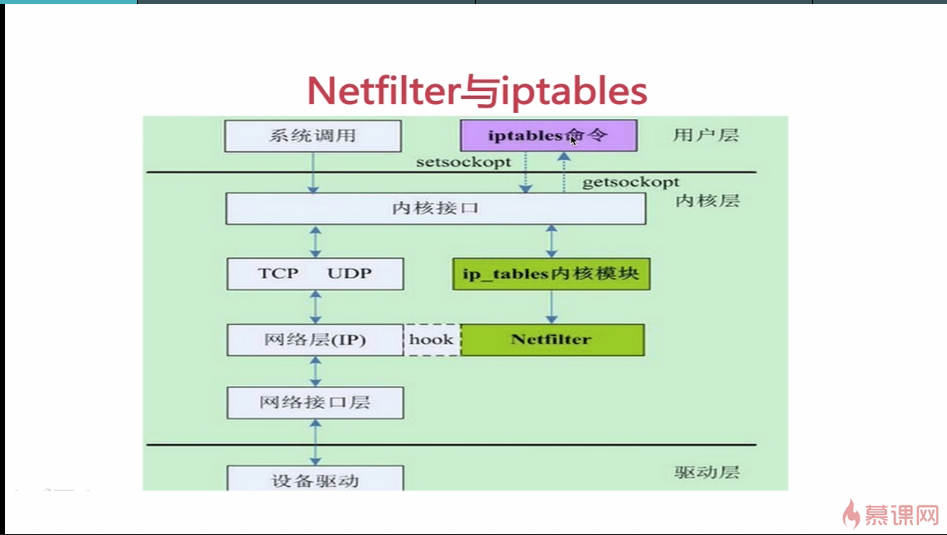 Netfilter与iptables
系统调用
iptables命令
用户层
setsockopt
getsockopt
内核层
内核接口
TCP UDP
ip_tables内核模块
网络层(IP)
hook
Netfilter
网络接口层
设备驱动
驱动层
慕课网